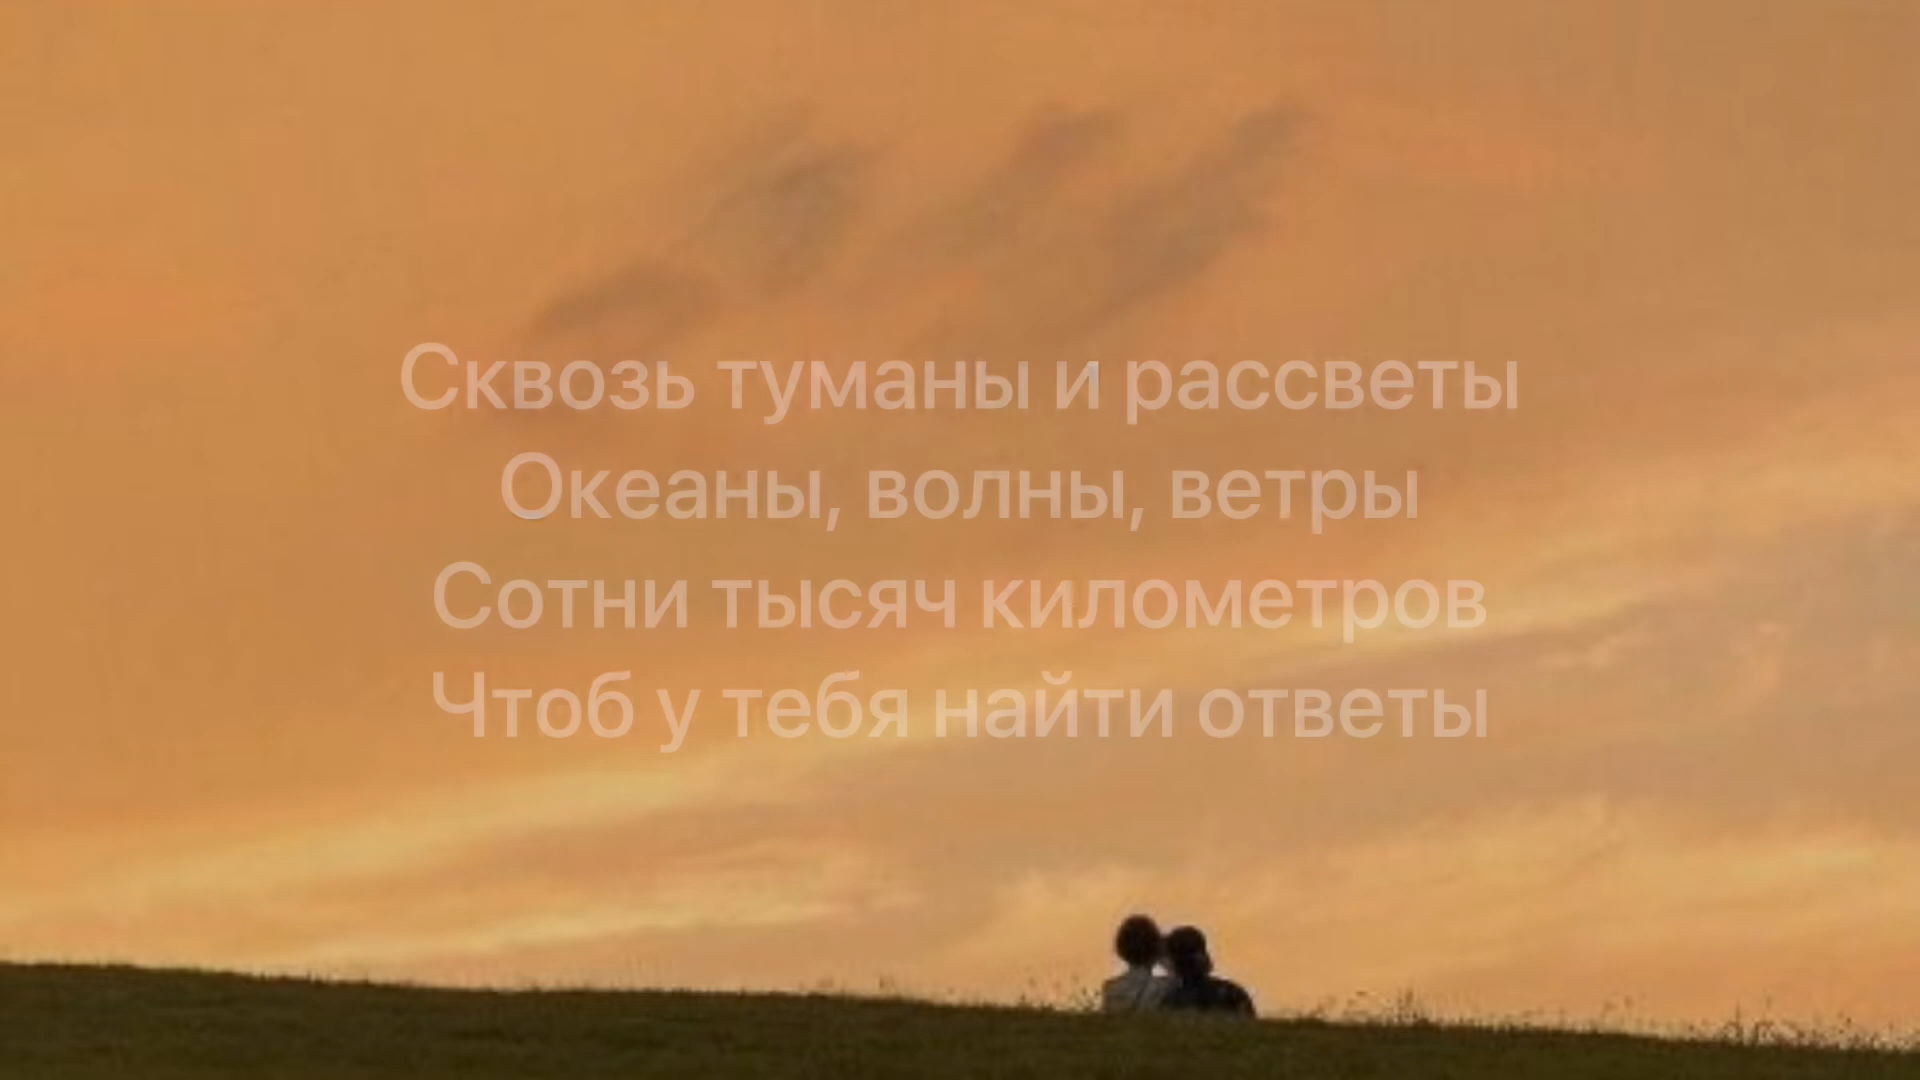 Сквозь туманы и рассветы
Океаны, волны, ветры
Сотни тысяч километров
Чтоб у тебя найти ответы